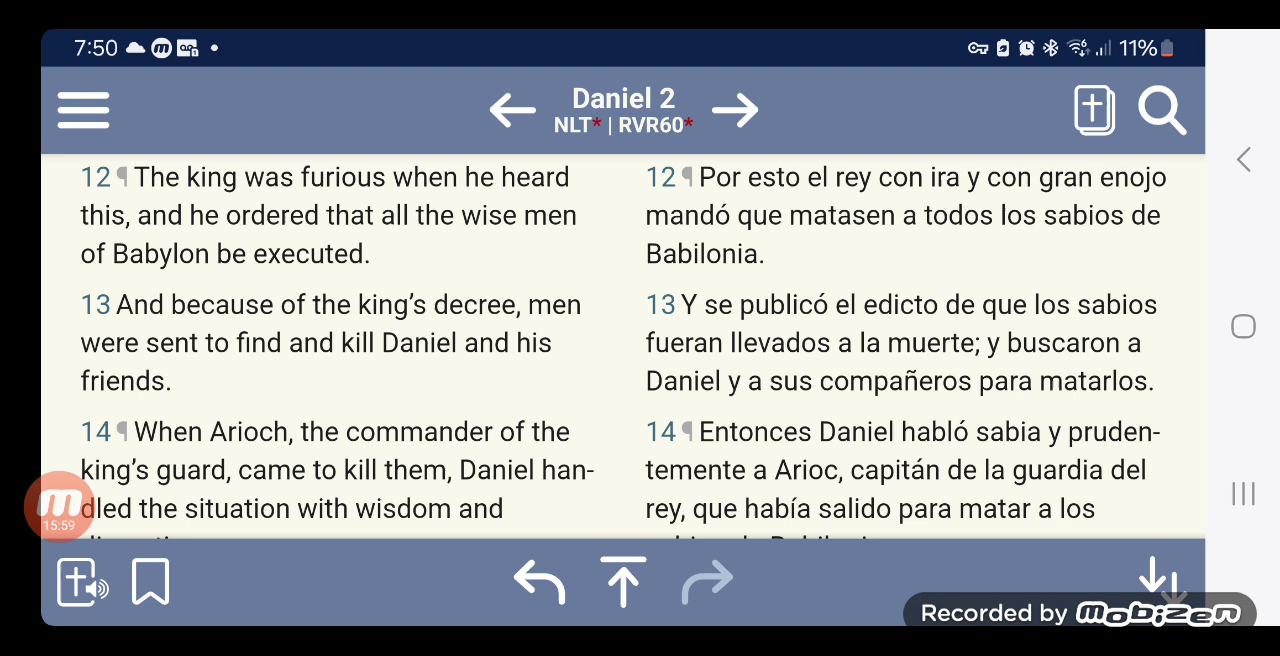 7:50
11%
Daniel 2
NLT* | RVR60*
12 ¶ The king was furious when he heard
this, and he ordered that all the wise men
of Babylon be executed.
13 And because of the king’s decree, men
were sent to find and kill Daniel and his
friends.
14 ¶ When Arioch, the commander of the
king’s guard, came to kill them, Daniel han-
dled the situation with wisdom and
12 ¶ Por esto el rey con ira y con gran enojo
mandó que matasen a todos los sabios de
Babilonia.
13 Y se publicó el edicto de que los sabios
fueran llevados a la muerte; y buscaron a
Daniel y a sus compañeros para matarlos.
14 ¶ Entonces Daniel habló sabia y pruden-
temente a Arioc, capitán de la guardia del
rey, que había salido para matar a los
15:59
Recorded by Mobizen